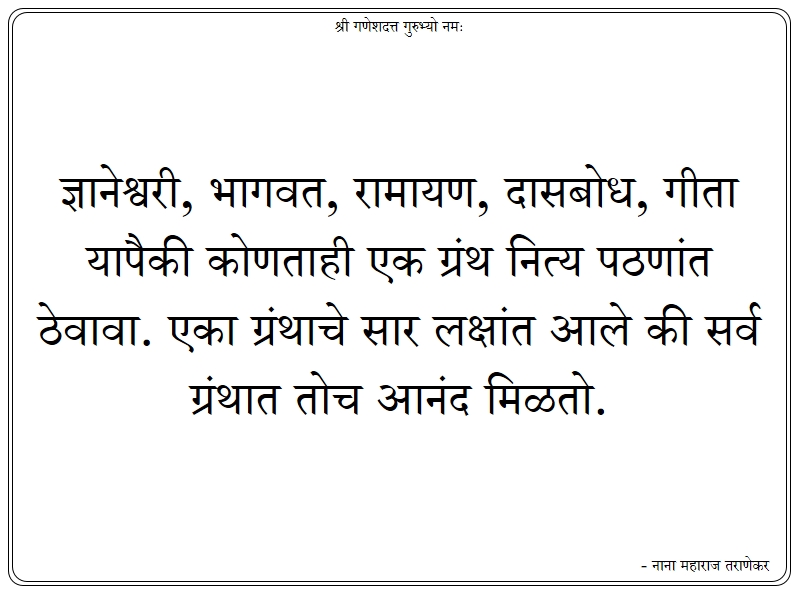 श्री गणेशदत्त गुरुभ्यो नमः
ज्ञानेश्वरी, भागवत, रामायण, दासबोध, गीता
यापैकी कोणताही एक ग्रंथ नित्य पठणांत
ठेवावा. एका ग्रंथाचे सार लक्षांत आले की सर्व
ग्रंथात तोच आनंद मिळतो.
- नाना महाराज तराणेकर